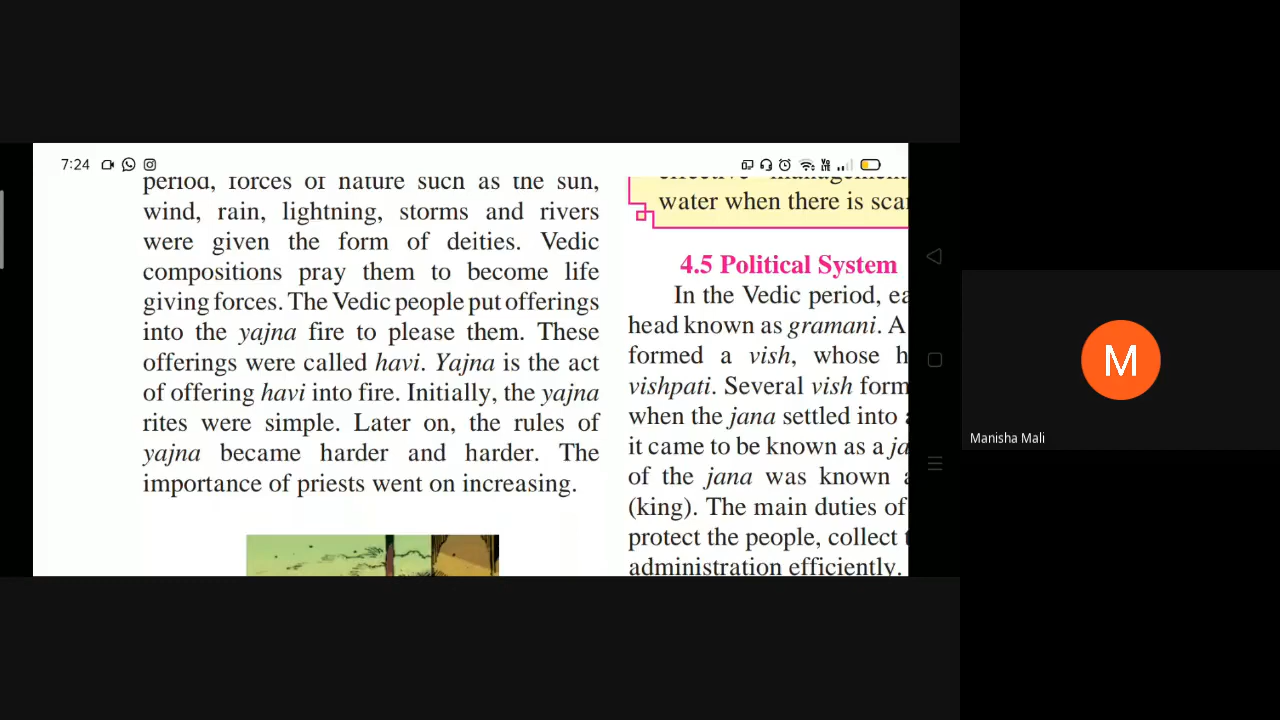 7:24
period, forces of nature such as the sun,
wind, rain, lightning, storms and rivers
were given the form of deities. Vedic
compositions pray them to become life
giving forces. The Vedic people put offerings
into the yajna fire to please them. These
offerings were called havi. Yajna is the act
of offering havi into fire. Initially, the yajna
rites were simple. Later on, the rules of
yajna became harder and harder. The
importance of priests went on increasing.
effective management
water when there is scar
4.5 Political System
In the Vedic period, ea
head known as gramani. A
formed a vish, whose h
vishpati. Several vish form
when the jana settled into a
it came to be known as a ja
of the jana was known a
(king). The main duties of
protect the people, collect t
administration efficiently.
M
Manisha Mali